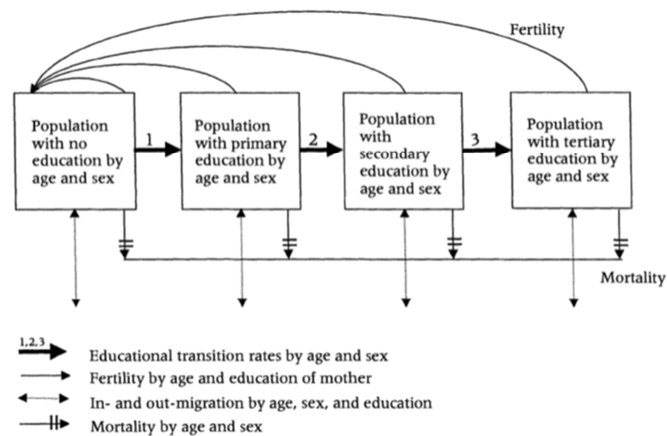 Fertility
Population
with no
education by
age and sex
1
Population
with primary
education by
age and sex
2
Population
with
secondary
education by
age and sex
3
Population
with tertiary
education by
age and sex
Mortality
1,2,3
Educational transition rates by age and sex
Fertility by age and education of mother
In- and out-migration by age, sex, and education
Mortality by age and sex